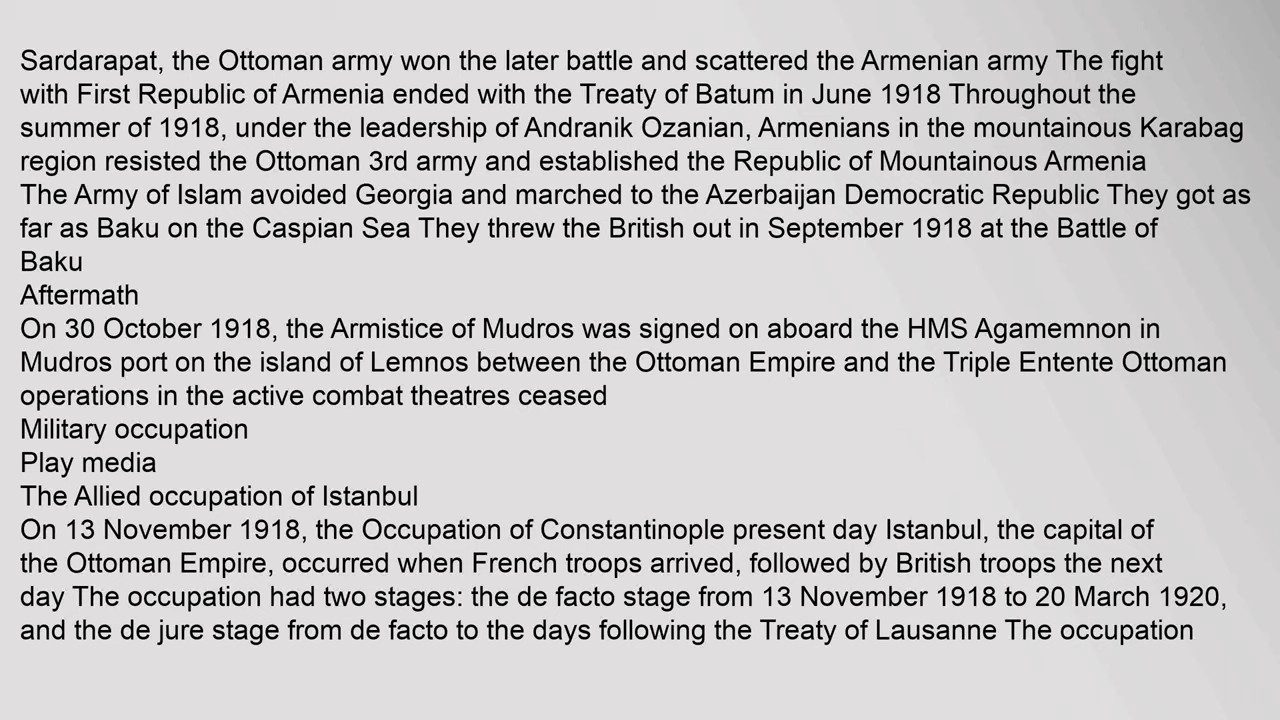 Sardarapat, the Ottoman army won the later battle and scattered the Armenian army The fight
with First Republic of Armenia ended with the Treaty of Batum in June 1918 Throughout the
summer of 1918, under the leadership of Andranik Ozanian, Armenians in the mountainous Karabag
region resisted the Ottoman 3rd army and established the Republic of Mountainous Armenia
The Army of Islam avoided Georgia and marched to the Azerbaijan Democratic Republic They got as
far as Baku on the Caspian Sea They threw the British out in September 1918 at the Battle of
Baku
Aftermath
On 30 October 1918, the Armistice of Mudros was signed on aboard the HMS Agamemnon in
Mudros port on the island of Lemnos between the Ottoman Empire and the Triple Entente Ottoman
operations in the active combat theatres ceased
Military occupation
Play media
The Allied occupation of Istanbul
On 13 November 1918, the Occupation of Constantinople present day Istanbul, the capital of
the Ottoman Empire, occurred when French troops arrived, followed by British troops the next
day The occupation had two stages: the de facto stage from 13 November 1918 to 20 March 1920,
and the de jure stage from de facto to the days following the Treaty of Lausanne The occupation